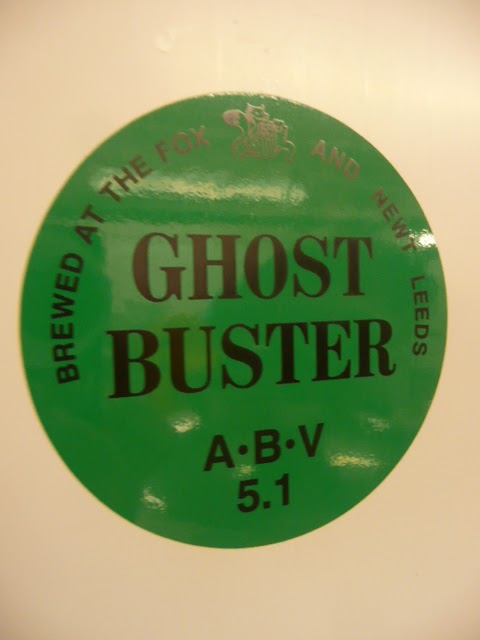 BREWED AT THE FOX AND NEWT LEEDS
GHOST
BUSTER
A·B·V
5.1